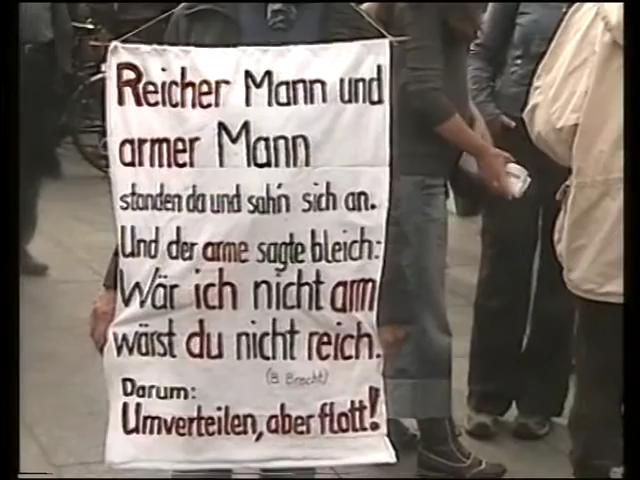 Reicher Mann und
armer Mann
standen da und sah'n sich an.
Und der arme sagte bleich:
Wär ich nicht arm
wärst du nicht reich.
(B. Brecht)
Darum:
Umverteilen, aber flott!